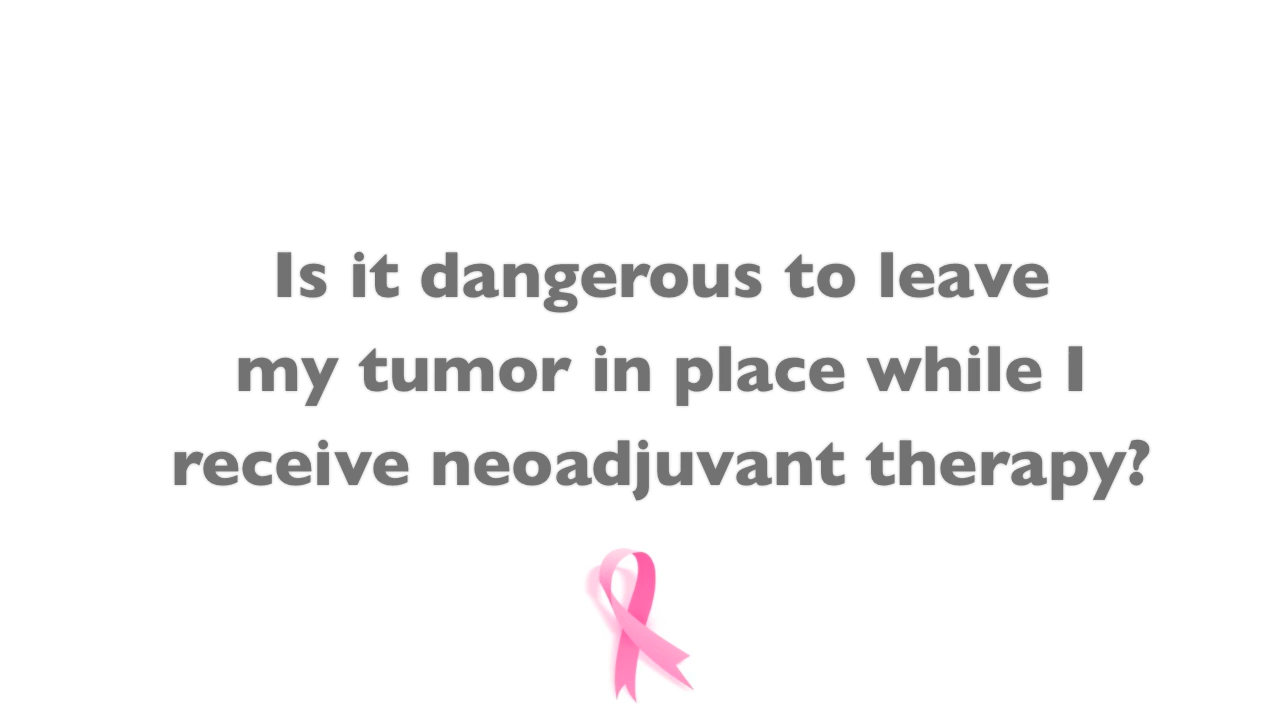 Is it dangerous to leave
my tumor in place while I
receive neoadjuvant therapy?